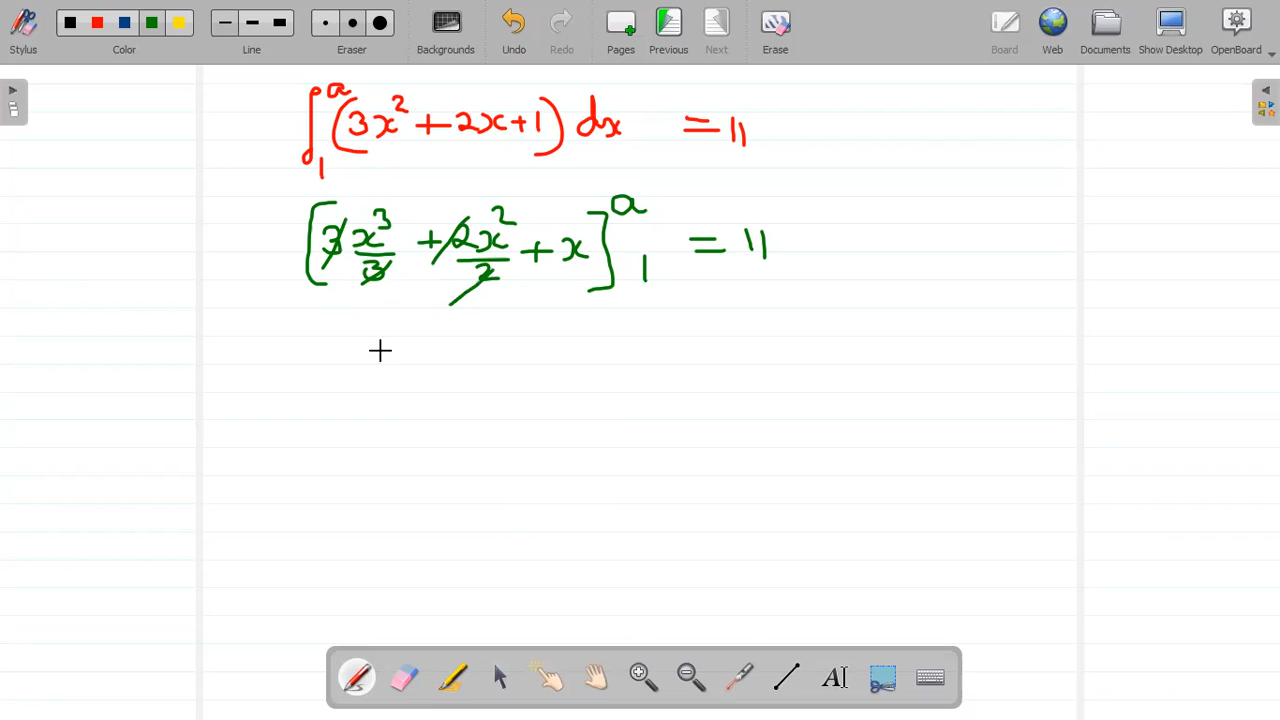 Stylus Color Line Eraser Backgrounds Undo Redo Pages Previous Next Erase Board Web Documents Show Desktop OpenBoard
∫₁ᵃ (3x² + 2x + 1) dx = 11
[3x³/3 + 2x²/2 + x]₁ᵃ = 11